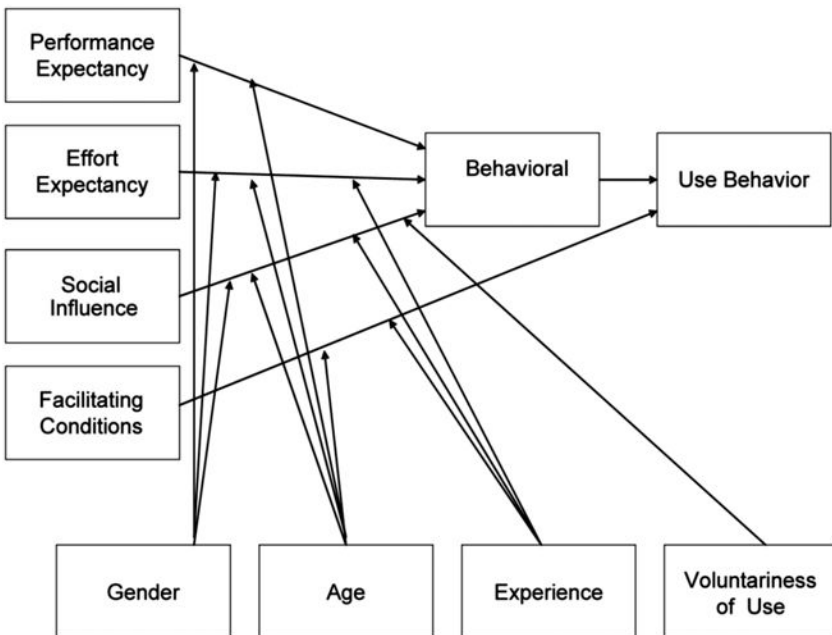 Performance
Expectancy
Effort
Expectancy
Social
Influence
Facilitating
Conditions
Behavioral
Use Behavior
Gender
Age
Experience
Voluntariness
of Use